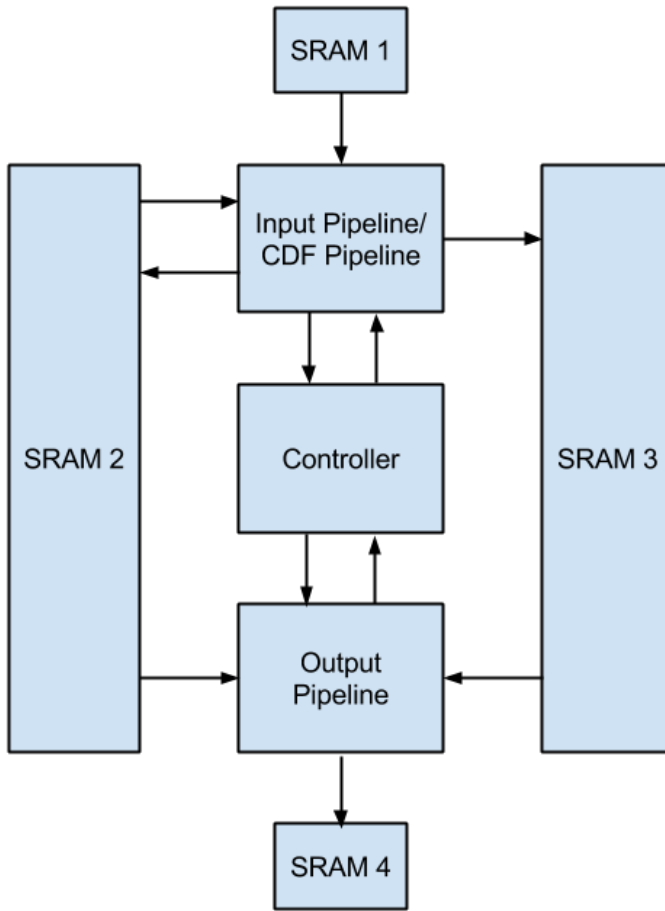 SRAM 1
Input Pipeline/
CDF Pipeline
SRAM 2
Controller
SRAM 3
Output
Pipeline
SRAM 4